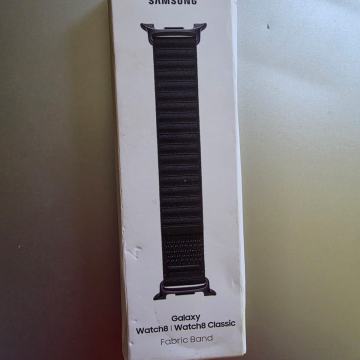 SAMSUNG
Galaxy
Watch8 | Watch8 Classic
Fabric Band